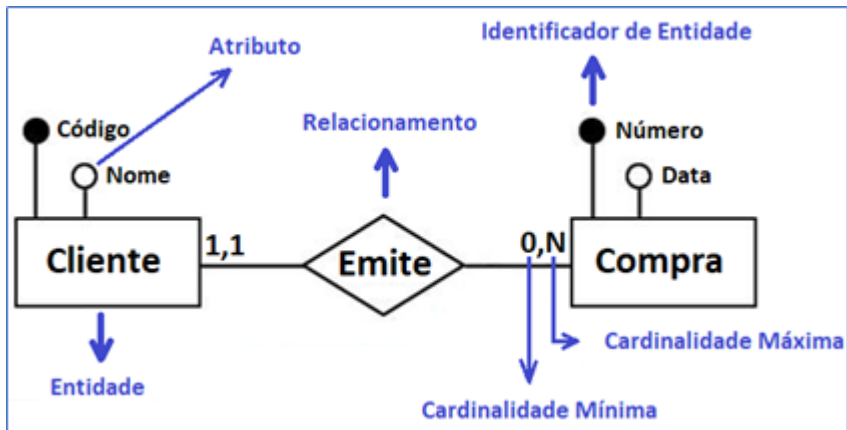 Identificador de Entidade
Atributo
Código
Relacionamento
Número
Nome
Data
Cliente
1,1
Emite
0,N
Compra
Cardinalidade Máxima
Entidade
Cardinalidade Mínima